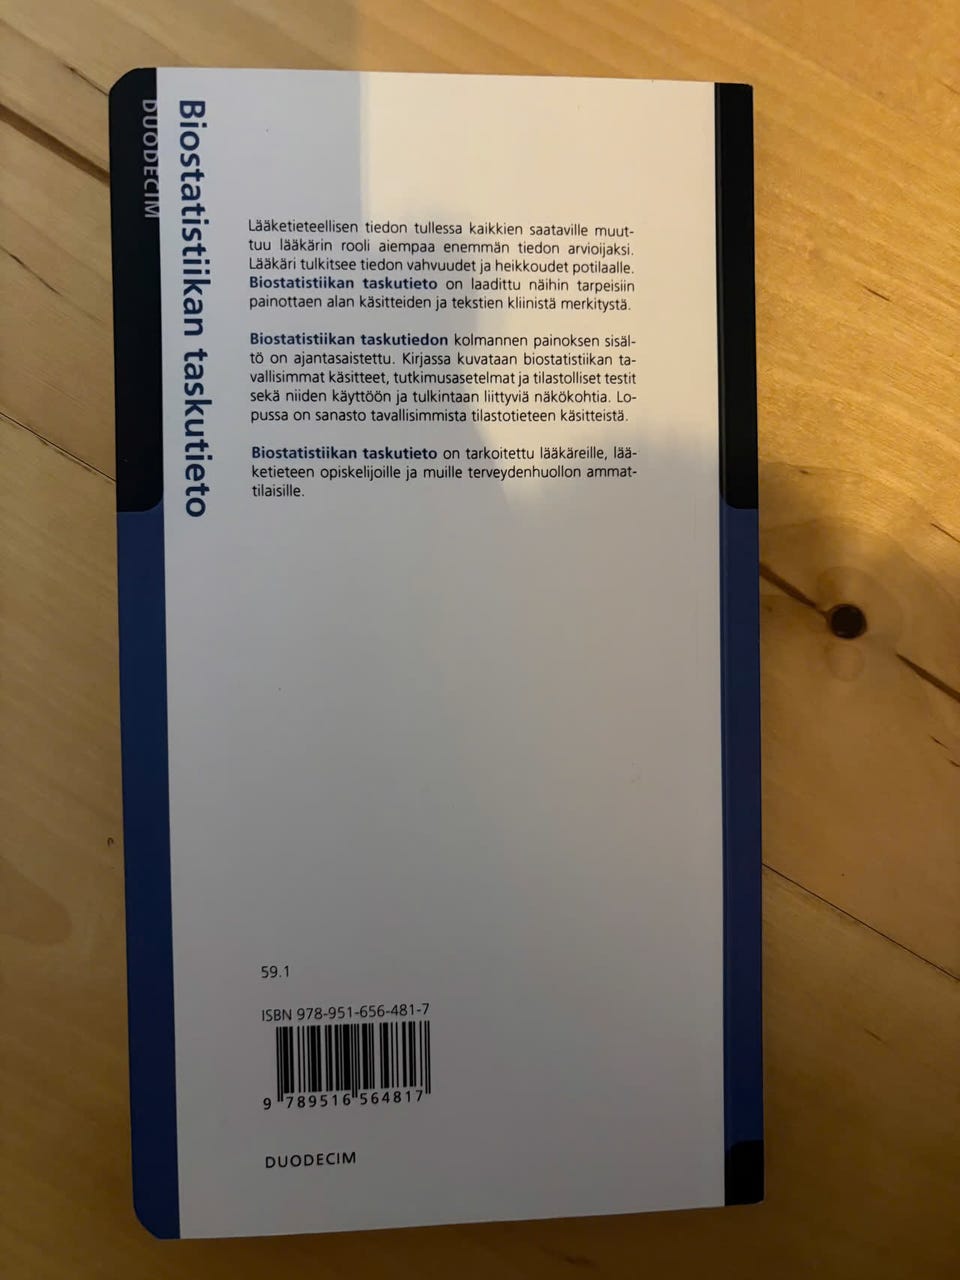 DUODECIM
Biostatistiikan taskutieto
Lääketieteellisen tiedon tullessa kaikkien saataville muut-
tuu lääkärin rooli aiempaa enemmän tiedon arvioijaksi.
Lääkäri tulkitsee tiedon vahvuudet ja heikkoudet potilaalle.
Biostatistiikan taskutieto on laadittu näihin tarpeisiin
painottaen alan käsitteiden ja tekstien kliinistä merkitystä.
Biostatistiikan taskutiedon kolmannen painoksen sisäl-
tö on ajantasaistettu. Kirjassa kuvataan biostatistiikan ta-
vallisimmat käsitteet, tutkimusasetelmat ja tilastolliset testit
sekä niiden käyttöön ja tulkintaan liittyviä näkökohtia. Lo-
pussa on sanasto tavallisimmista tilastotieteen käsitteistä.
Biostatistiikan taskutieto on tarkoitettu lääkäreille, lää-
ketieteen opiskelijoille ja muille terveydenhuollon ammat-
tilaisille.
59.1
ISBN 978-951-656-481-7
9 789516 564817
DUODECIM